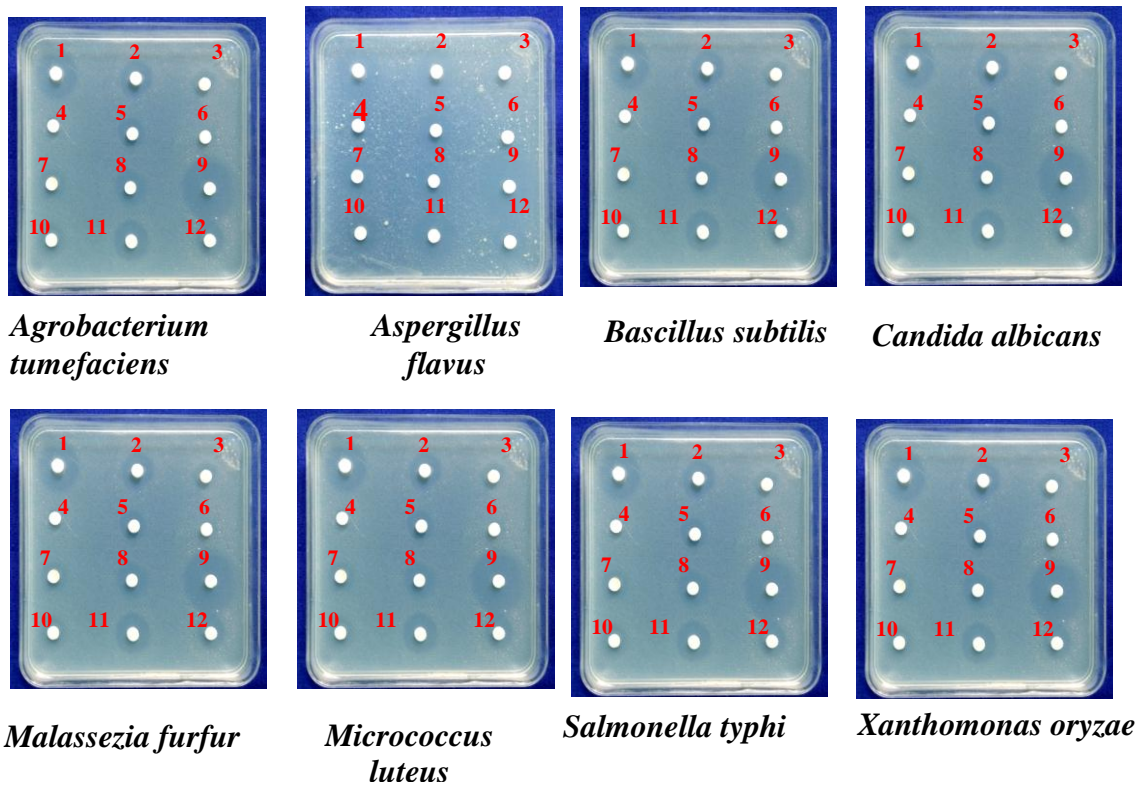 1 2 3
4 5 6
7 8 9
10 11 12
Agrobacterium
tumefaciens
1 2 3
4 5 6
7 8 9
10 11 12
Aspergillus
flavus
1 2 3
4 5 6
7 8 9
10 11 12
Bascillus subtilis
1 2 3
4 5 6
7 8 9
10 11 12
Candida albicans
1 2 3
4 5 6
7 8 9
10 11 12
Malassezia furfur
1 2 3
4 5 6
7 8 9
10 11 12
Micrococcus
luteus
1 2 3
4 5 6
7 8 9
10 11 12
Salmonella typhi
1 2 3
4 5 6
7 8 9
10 11 12
Xanthomonas oryzae